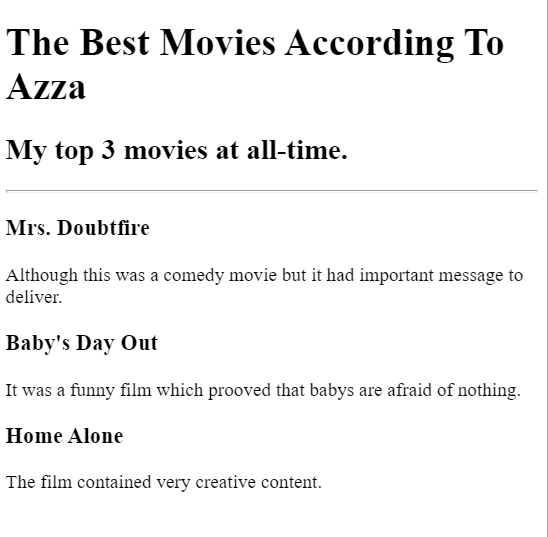 The Best Movies According To
Azza
My top 3 movies at all-time.
Mrs. Doubtfire
Although this was a comedy movie but it had important message to
deliver.
Baby's Day Out
It was a funny film which prooved that babys are afraid of nothing.
Home Alone
The film contained very creative content.